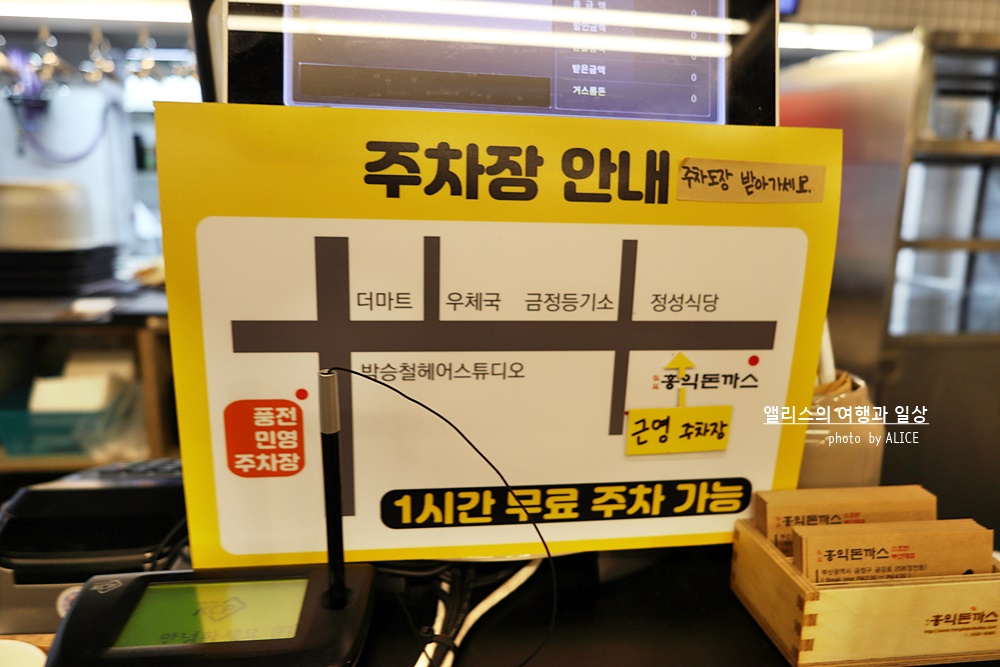 받은금액 0
거스름돈 0
주차장 안내
주차도장 받아가세요.
더마트 우체국 금정등기소 정성식당
박승철헤어스튜디오
홍익돈까스
풍전
민영
주차장
근영 주차장
1시간 무료 주차 가능
앨리스의 여행과 일상
photo by ALICE
홍익돈까스
홍익돈까스
홍익돈까스